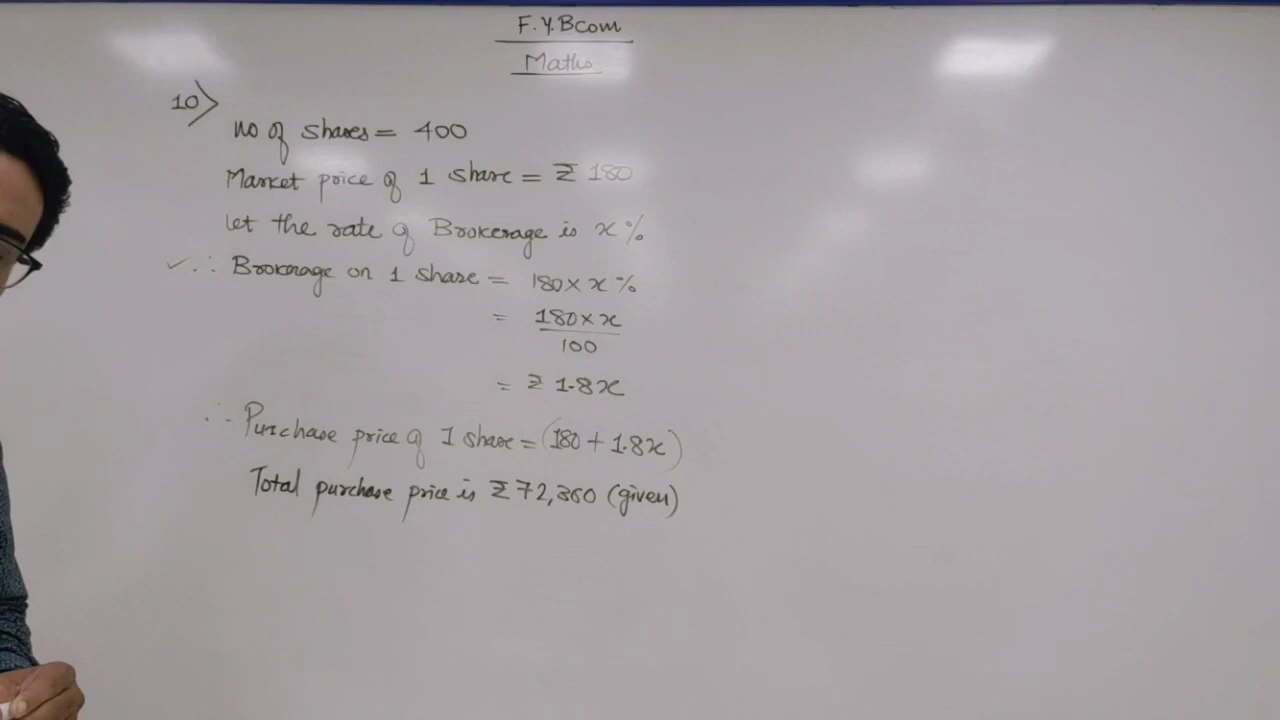 F.Y.Bcom
Maths
10>
no of shares = 400
Market price of 1 share = ₹ 180
let the rate of Brokerage is x %
✓ ∴ Brokerage on 1 share = 180 × x %
= 180 × x / 100
= ₹ 1.8x
∴ Purchase price of 1 share = (180 + 1.8x)
Total purchase price is ₹ 72,360 (given)